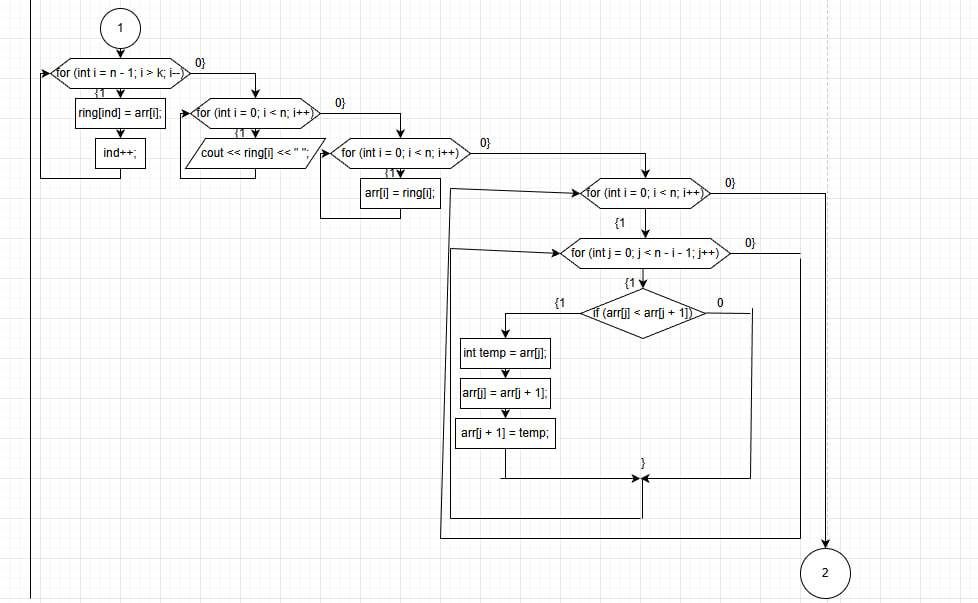 1
for (int i = n - 1; i > k; i--)
0}
{1
ring[ind] = arr[i];
ind++;
for (int i = 0; i < n; i++)
0}
{1
cout << ring[i] << " ";
for (int i = 0; i < n; i++)
0}
{1
arr[i] = ring[i];
for (int i = 0; i < n; i++)
0}
{1
for (int j = 0; j < n - i - 1; j++)
0}
{1
if (arr[j] < arr[j + 1])
{1
0
int temp = arr[j];
arr[j] = arr[j + 1];
arr[j + 1] = temp;
}
2